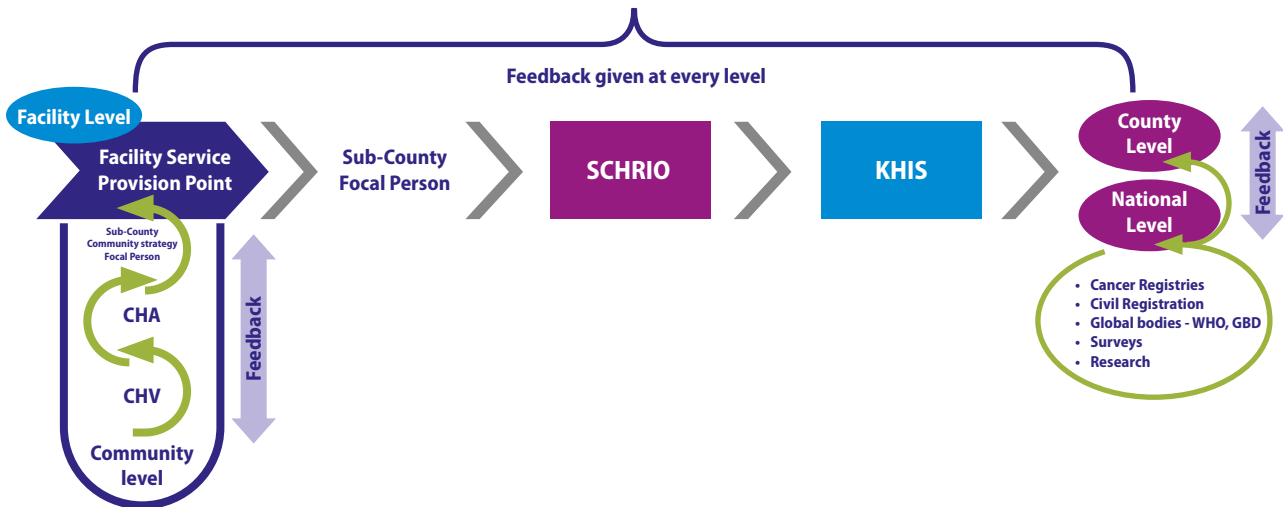 Feedback given at every level
Facility Level
Facility Service
Provision Point
Sub-County
Focal Person
SCHRIO
KHIS
County
Level
National
Level
Feedback
Sub-County
Community strategy
Focal Person
CHA
CHV
Community
level
Feedback
• Cancer Registries
• Civil Registration
• Global bodies - WHO, GBD
• Surveys
• Research